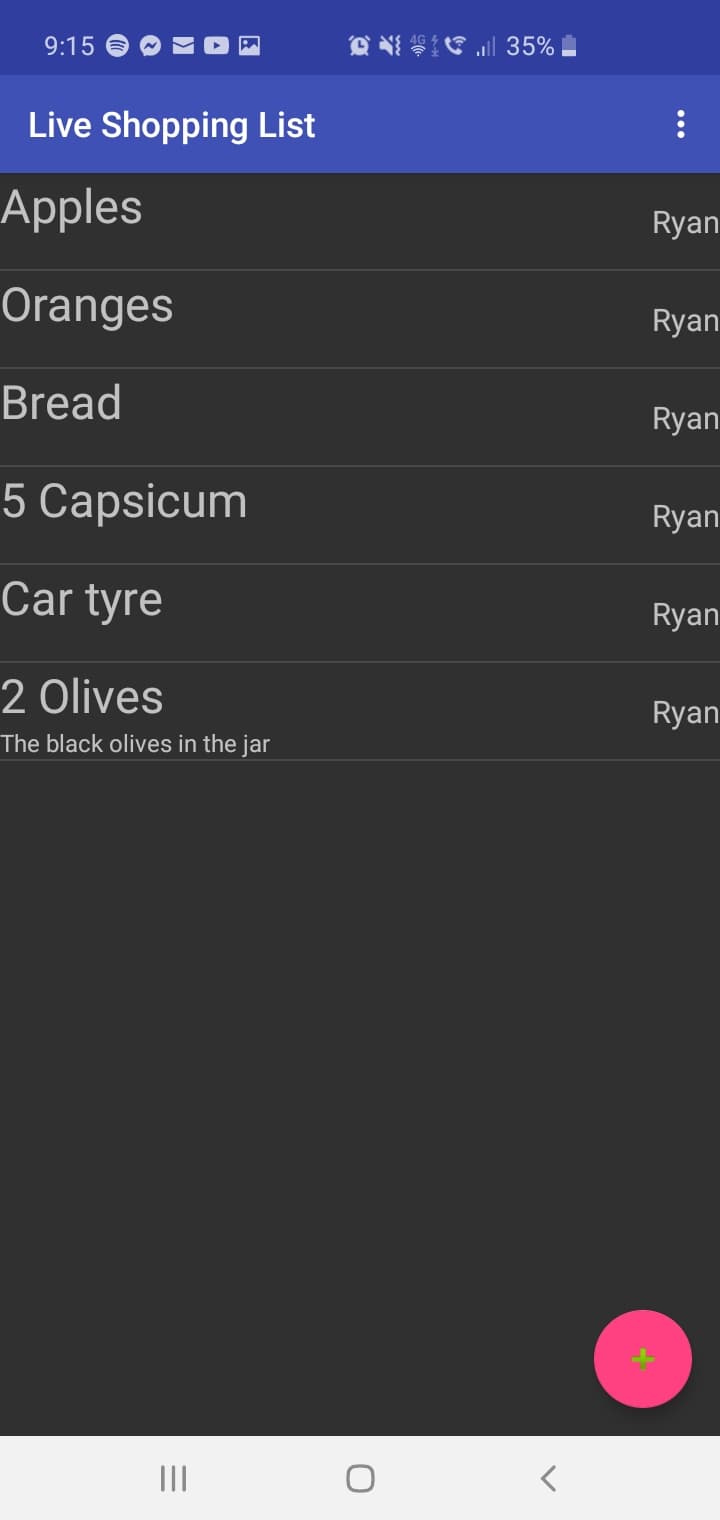 9:15 4G 35%
Live Shopping List
Apples Ryan
Oranges Ryan
Bread Ryan
5 Capsicum Ryan
Car tyre Ryan
2 Olives Ryan
The black olives in the jar